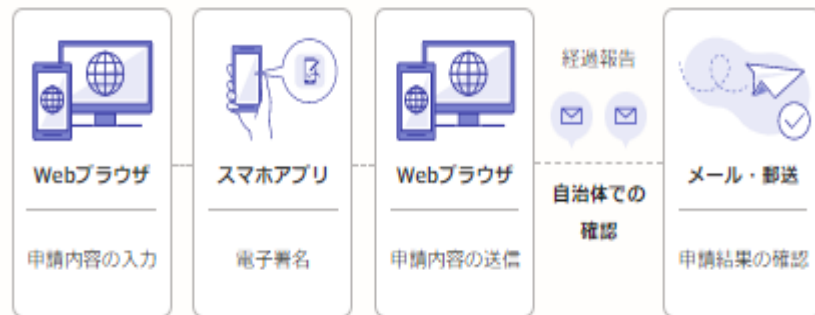 Webブラウザ
申請内容の入力
スマホアプリ
電子署名
Webブラウザ
申請内容の送信
経過報告
自治体での
確認
メール・郵送
申請結果の確認